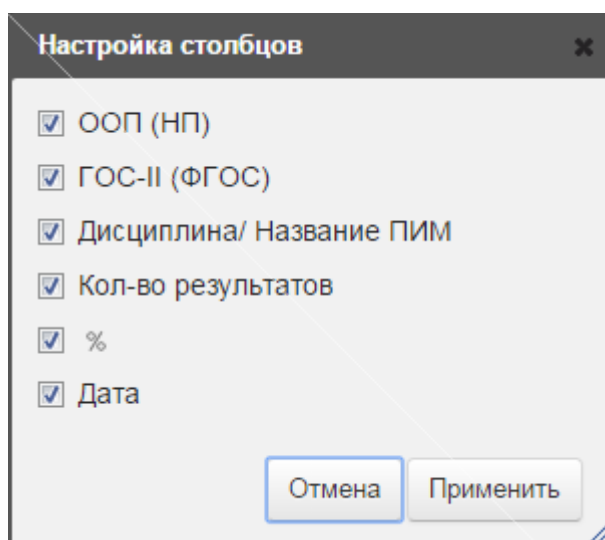 Настройка столбцов
ООП (НП)
ГОС-II (ФГОС)
Дисциплина/ Название ПИМ
Кол-во результатов
%
Дата
Отмена Применить